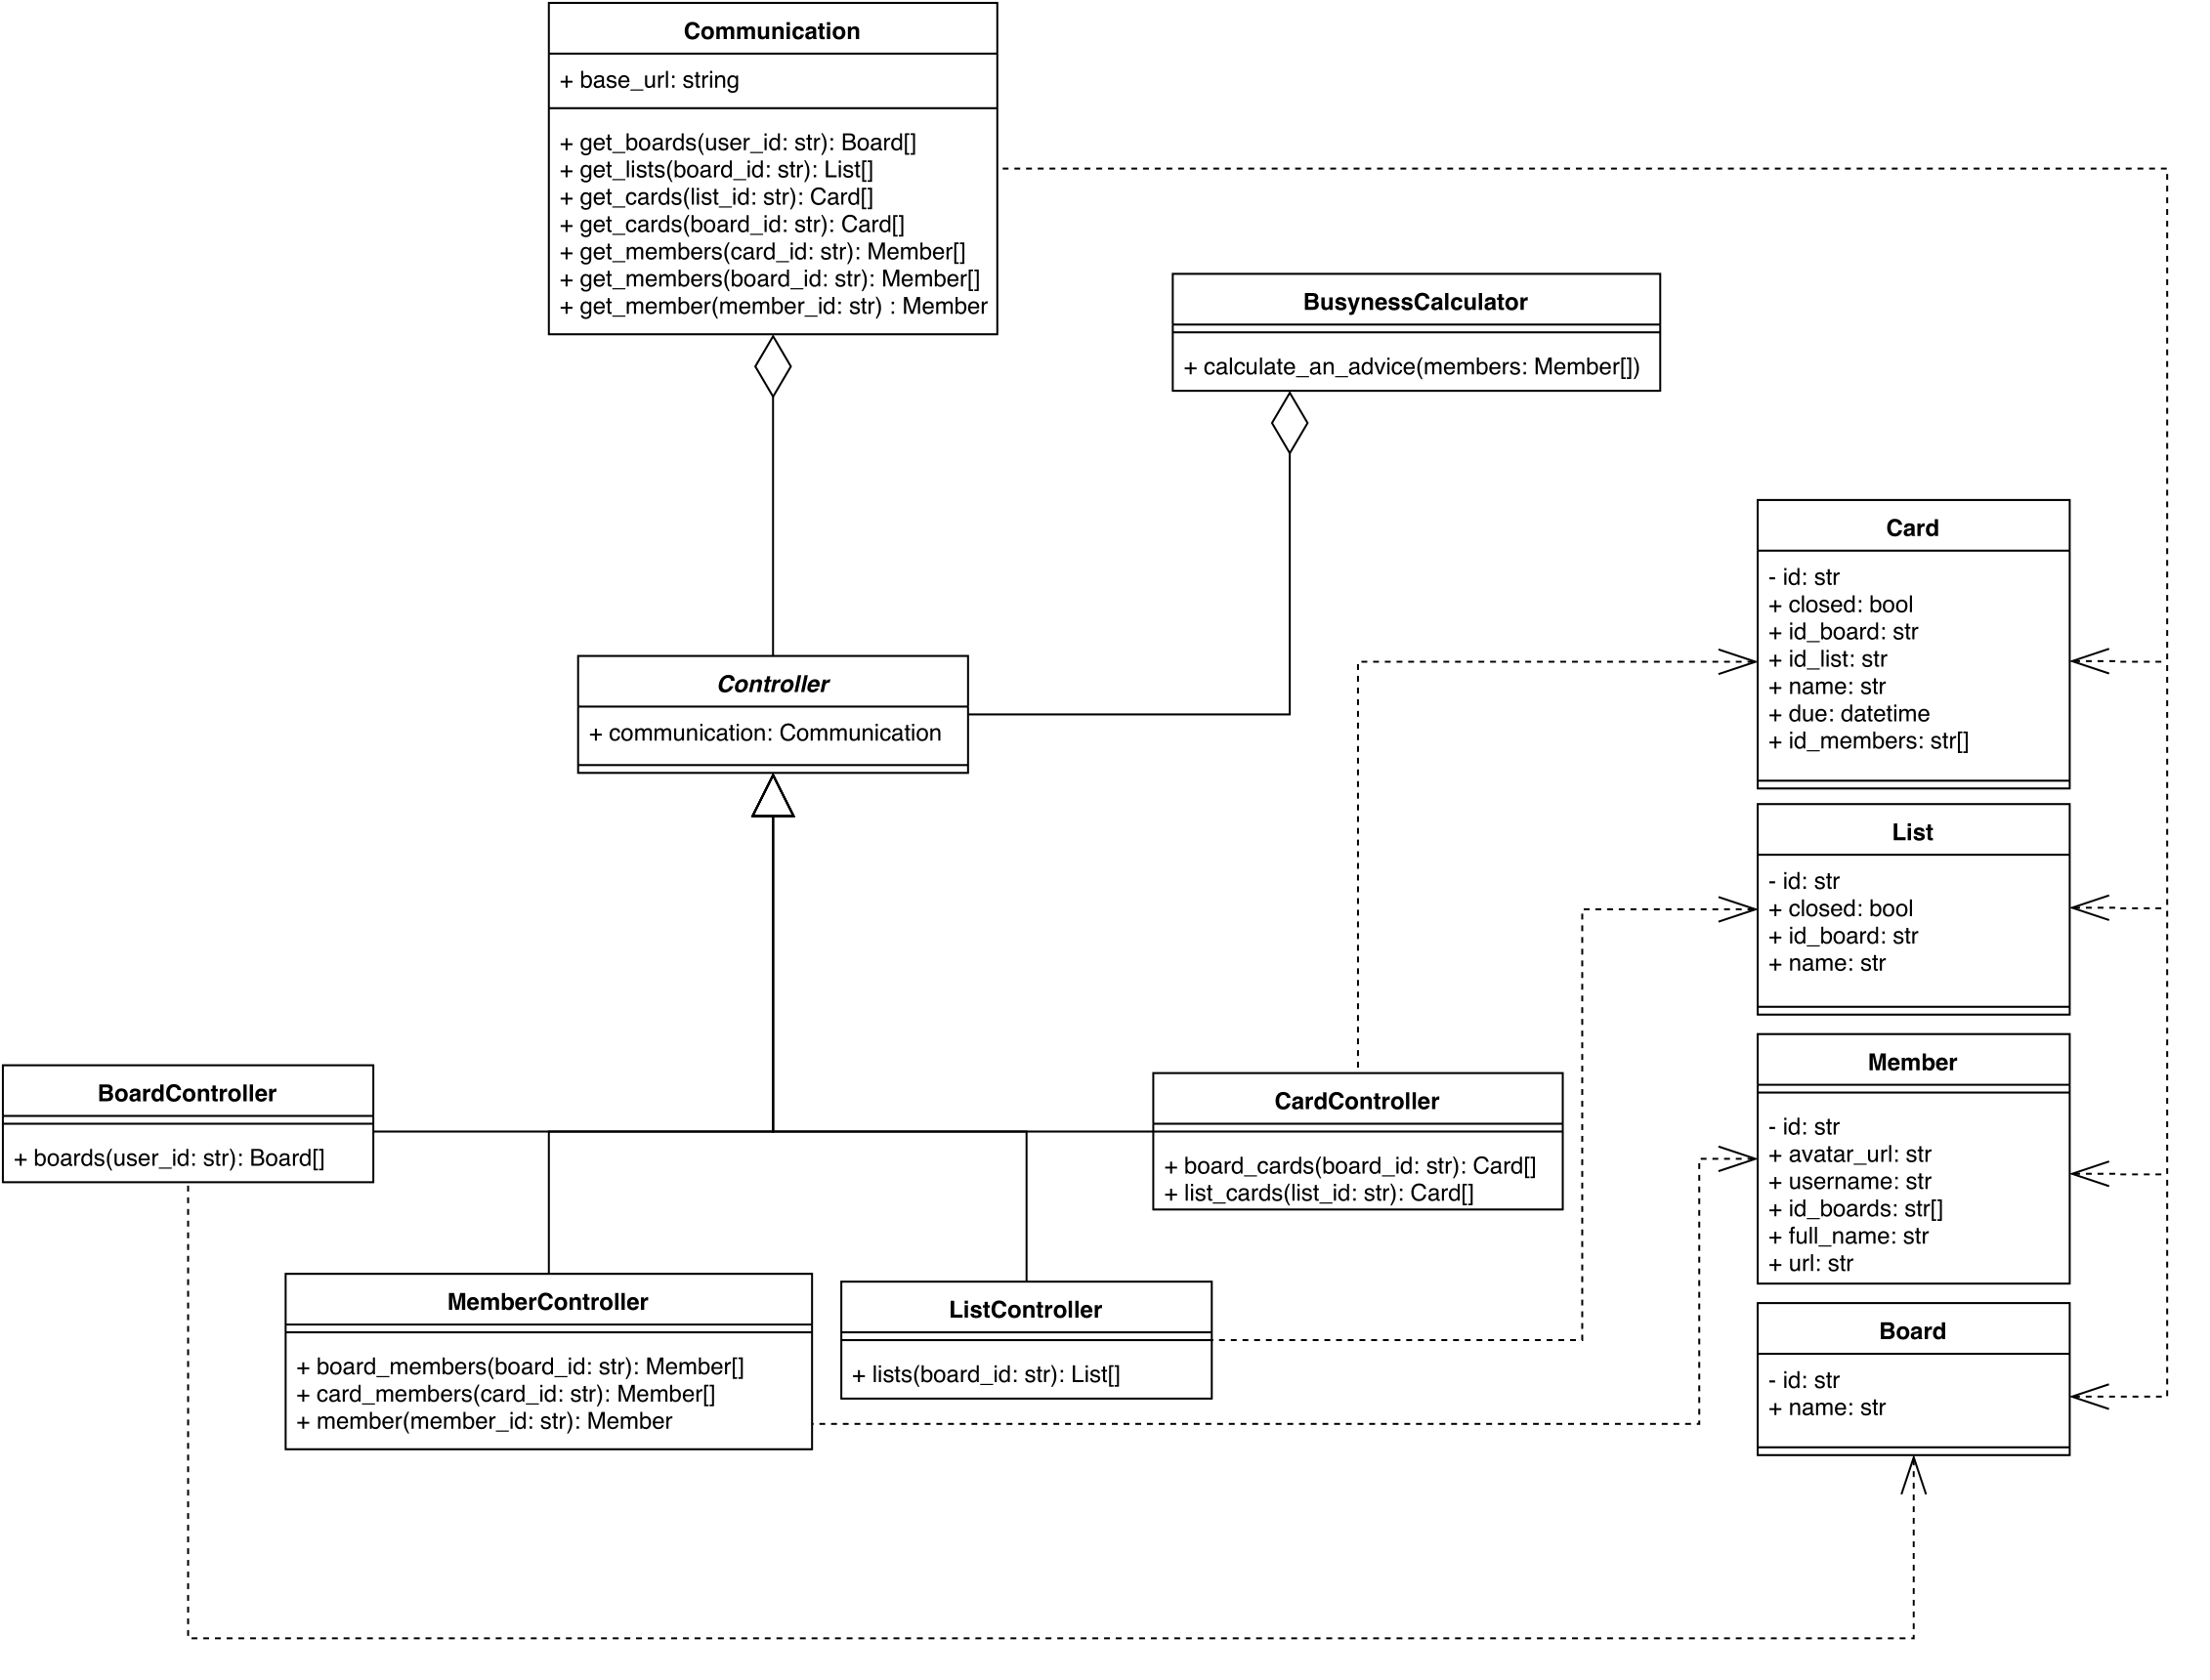 Communication
+ base_url: string
+ get_boards(user_id: str): Board[]
+ get_lists(board_id: str): List[]
+ get_cards(list_id: str): Card[]
+ get_cards(board_id: str): Card[]
+ get_members(card_id: str): Member[]
+ get_members(board_id: str): Member[]
+ get_member(member_id: str) : Member
BusynessCalculator
+ calculate_an_advice(members: Member[])
Controller
+ communication: Communication
Card
- id: str
+ closed: bool
+ id_board: str
+ id_list: str
+ name: str
+ due: datetime
+ id_members: str[]
List
- id: str
+ closed: bool
+ id_board: str
+ name: str
Member
- id: str
+ avatar_url: str
+ username: str
+ id_boards: str[]
+ full_name: str
+ url: str
Board
- id: str
+ name: str
BoardController
+ boards(user_id: str): Board[]
CardController
+ board_cards(board_id: str): Card[]
+ list_cards(list_id: str): Card[]
MemberController
+ board_members(board_id: str): Member[]
+ card_members(card_id: str): Member[]
+ member(member_id: str): Member
ListController
+ lists(board_id: str): List[]